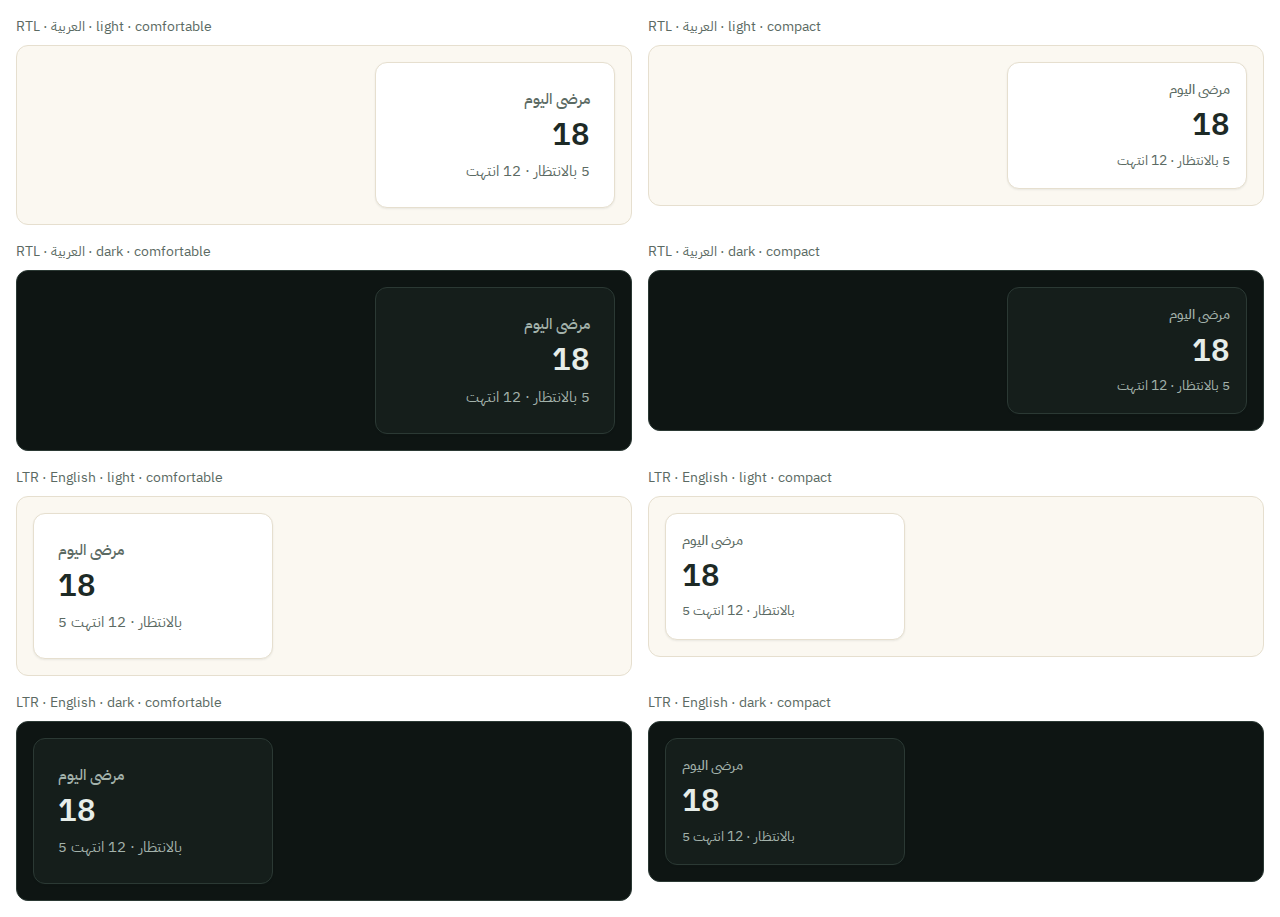 RTL · العربية · light · comfortable
مرضى اليوم
18
5 بالانتظار · 12 انتهت
RTL · العربية · light · compact
مرضى اليوم
18
5 بالانتظار · 12 انتهت
RTL · العربية · dark · comfortable
مرضى اليوم
18
5 بالانتظار · 12 انتهت
RTL · العربية · dark · compact
مرضى اليوم
18
5 بالانتظار · 12 انتهت
LTR · English · light · comfortable
مرضى اليوم
18
5 بالانتظار · 12 انتهت
LTR · English · light · compact
مرضى اليوم
18
5 بالانتظار · 12 انتهت
LTR · English · dark · comfortable
مرضى اليوم
18
5 بالانتظار · 12 انتهت
LTR · English · dark · compact
مرضى اليوم
18
5 بالانتظار · 12 انتهت